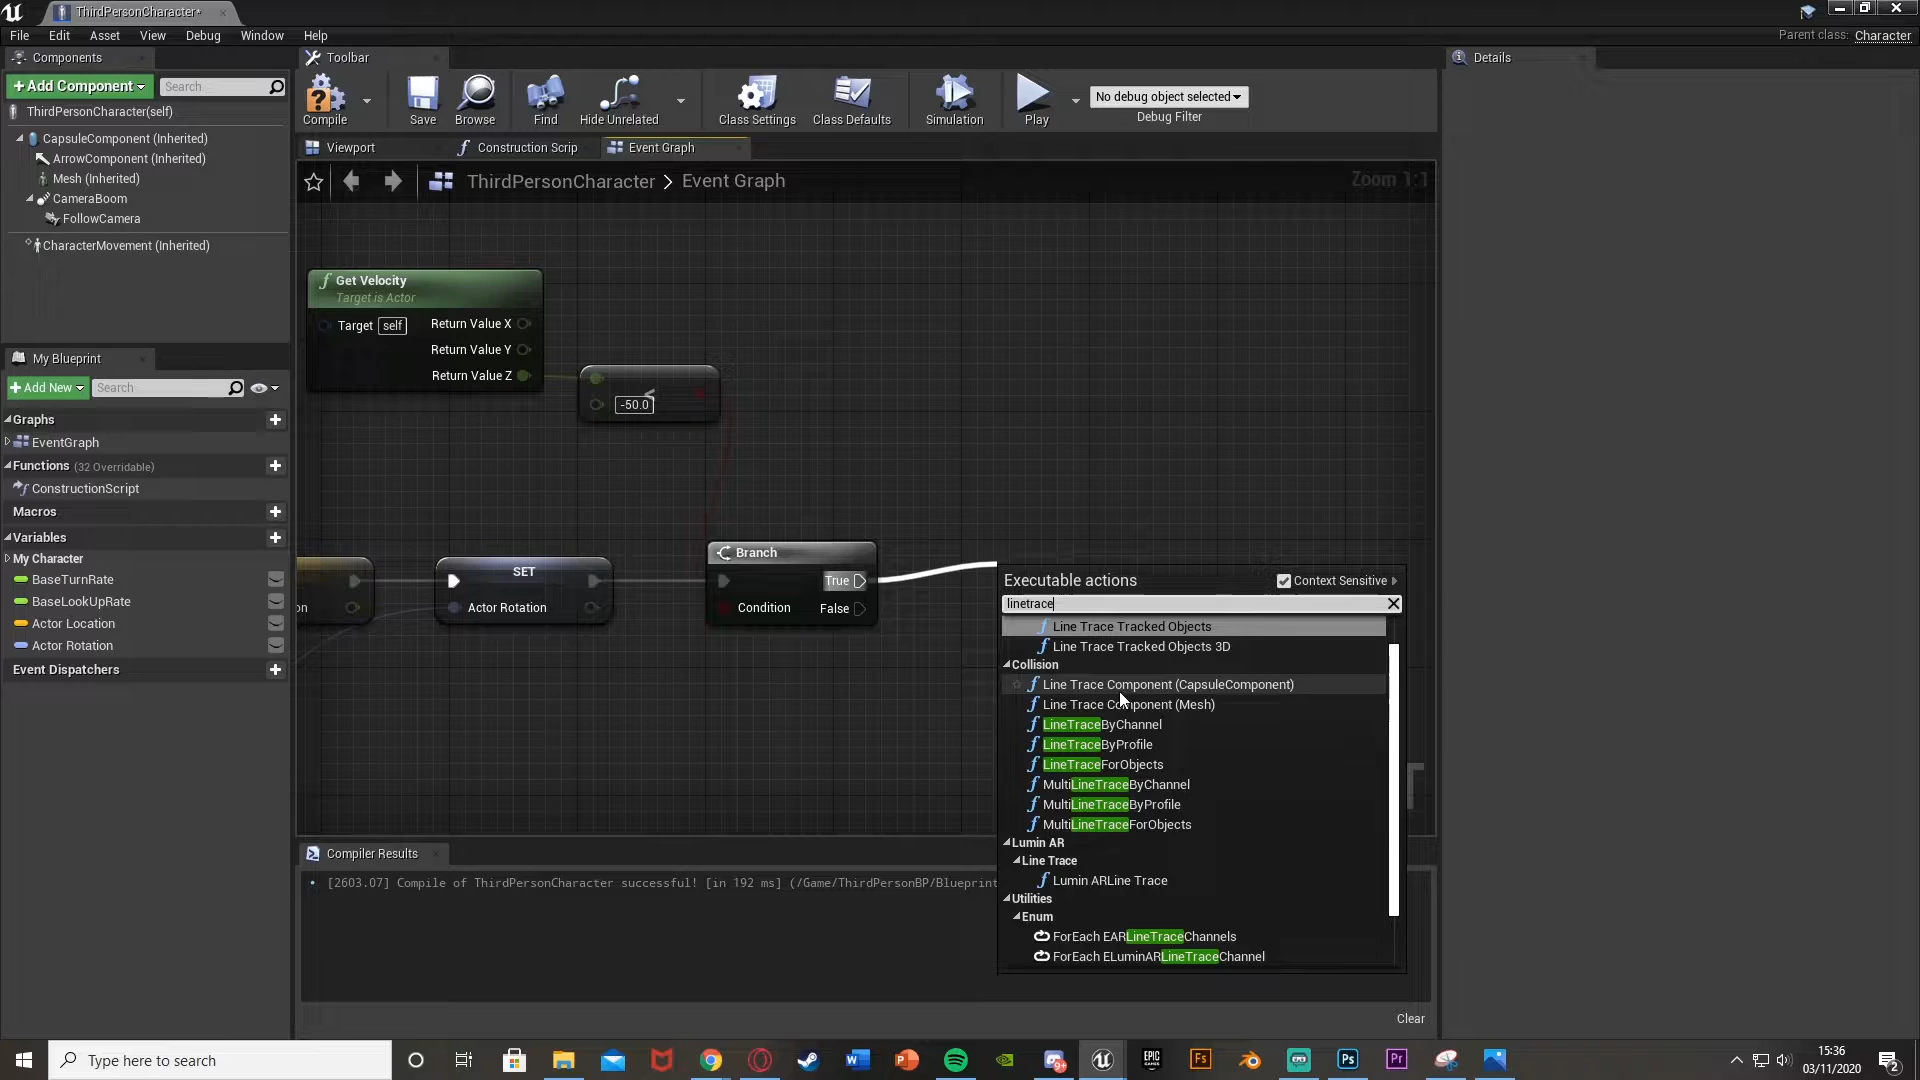 ThirdPersonCharacter*
File Edit Asset View Debug Window Help
Parent class: Character
Components
Toolbar
Details
+Add Component
Search
Compile
Save
Browse
Find
Hide Unrelated
Class Settings
Class Defaults
Simulation
Play
No debug object selected
Debug Filter
ThirdPersonCharacter(self)
CapsuleComponent (Inherited)
ArrowComponent (Inherited)
Mesh (Inherited)
CameraBoom
FollowCamera
CharacterMovement (Inherited)
Viewport
Construction Scrip
Event Graph
ThirdPersonCharacter > Event Graph
Zoom 1:1
Get Velocity
Target is Actor
Target self
Return Value X
Return Value Y
Return Value Z
<
-50.0
My Blueprint
+Add New
Search
Graphs
EventGraph
Functions (32 Overridable)
ConstructionScript
Macros
Variables
My Character
BaseTurnRate
BaseLookUpRate
Actor Location
Actor Rotation
Event Dispatchers
on
SET
Actor Rotation
Branch
True
Condition
False
Executable actions
Context Sensitive
linetrace
Line Trace Tracked Objects
Line Trace Tracked Objects 3D
Collision
Line Trace Component (CapsuleComponent)
Line Trace Component (Mesh)
LineTraceByChannel
LineTraceByProfile
LineTraceForObjects
MultiLineTraceByChannel
MultiLineTraceByProfile
MultiLineTraceForObjects
Lumin AR
Line Trace
Lumin ARLine Trace
Utilities
Enum
ForEach EARLineTraceChannels
ForEach ELuminARLineTraceChannel
Compiler Results
[2603.07] Compile of ThirdPersonCharacter successful! [in 192 ms] (/Game/ThirdPersonBP/Blueprint
Clear
Type here to search
15:36
03/11/2020